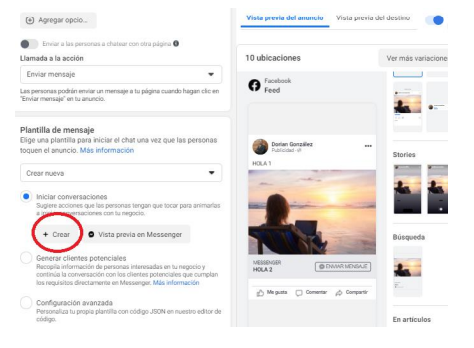 Agregar opcio...
Enviar a las personas a chatear con otra página
Llamada a la acción
Enviar mensaje
Las personas podrán enviar un mensaje a tu página cuando hagan clic en
"Enviar mensaje" en tu anuncio.
Plantilla de mensaje
Elige una plantilla para iniciar el chat una vez que las personas
toquen el anuncio. Más información
Crear nueva
Iniciar conversaciones
Sugiere acciones que las personas tengan que tocar para animarlas
a iniciar conversaciones con tu negocio.
+ Crear
Vista previa en Messenger
Generar clientes potenciales
Recopila información de personas interesadas en tu negocio y
continúa la conversación con los clientes potenciales que cumplan
los requisitos directamente en Messenger. Más información
Configuración avanzada
Personaliza tu propia plantilla con código JSON en nuestro editor de
código.
Vista previa del anuncio
Vista previa del destino
10 ubicaciones
Ver más variacione
Facebook
Feed
Dorian González
Publicidad
HOLA 1
MESSENGER
HOLA 2
ENVIAR MENSAJE
Me gusta
Comentar
Compartir
Stories
Búsqueda
En artículos